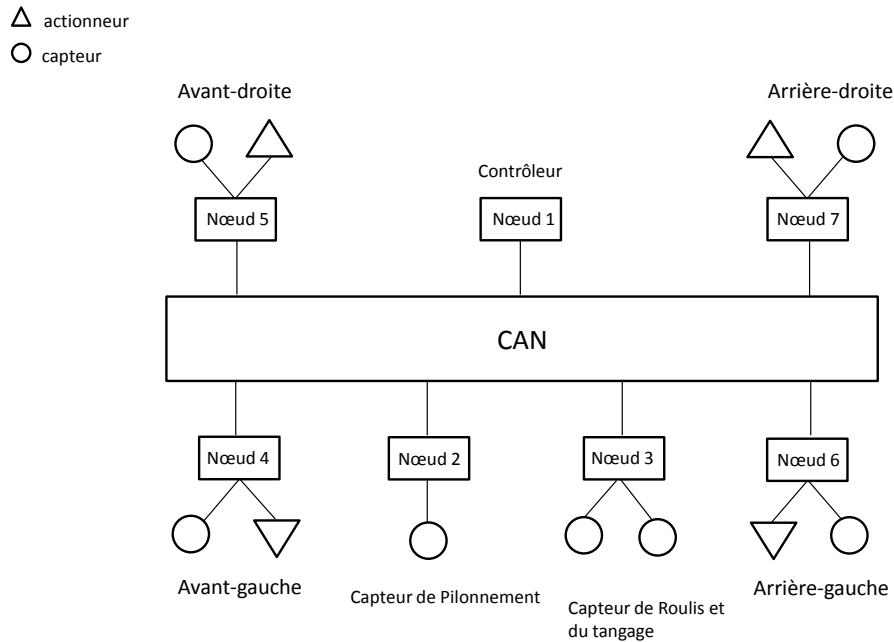 actionneur
capteur
Avant-droite
Arrière-droite
Contrôleur
Nœud 5
Nœud 1
Nœud 7
CAN
Nœud 4
Nœud 2
Nœud 3
Nœud 6
Avant-gauche
Capteur de Pilonnement
Capteur de Roulis et
du tangage
Arrière-gauche